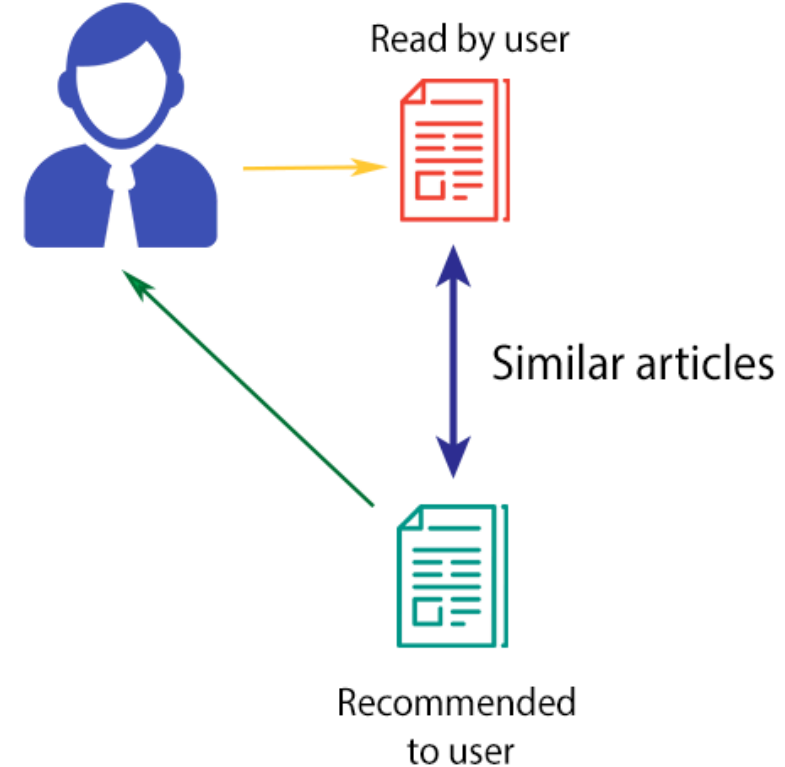 Read by user
Similar articles
Recommended
to user